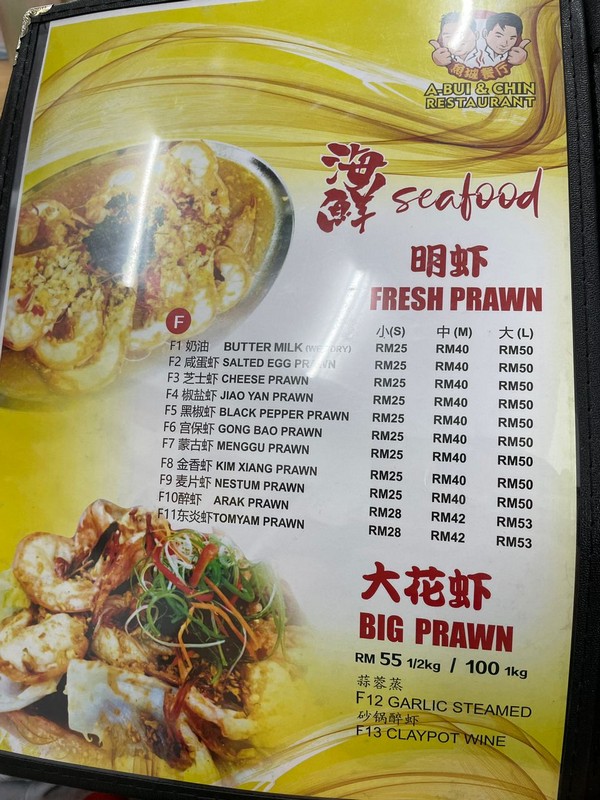 餐厅
A-BUI & CHIN
RESTAURANT
海鲜 seafood
明虾
FRESH PRAWN
F
小(S) 中(M) 大(L)
F1 奶油 BUTTER MILK (WET/DRY) RM25 RM40 RM50
F2 咸蛋虾 SALTED EGG PRAWN RM25 RM40 RM50
F3 芝士虾 CHEESE PRAWN RM25 RM40 RM50
F4 椒盐虾 JIAO YAN PRAWN RM25 RM40 RM50
F5 黑椒虾 BLACK PEPPER PRAWN RM25 RM40 RM50
F6 宫保虾 GONG BAO PRAWN RM25 RM40 RM50
F7 蒙古虾 MENGGU PRAWN
F8 金香虾 KIM XIANG PRAWN RM25 RM40 RM50
F9 麦片虾 NESTUM PRAWN RM25 RM40 RM50
F10 醉虾 ARAK PRAWN RM28 RM42 RM53
F11 东炎虾 TOMYAM PRAWN RM28 RM42 RM53
大花虾
BIG PRAWN
RM 55 1/2kg / 100 1kg
蒜蓉蒸
F12 GARLIC STEAMED
砂锅醉虾
F13 CLAYPOT WINE